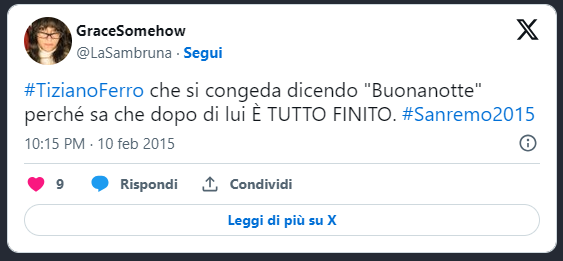 GraceSomehow
@LaSambruna · Segui
#TizianoFerro che si congeda dicendo "Buonanotte"
perché sa che dopo di lui È TUTTO FINITO. #Sanremo2015
10:15 PM · 10 feb 2015
9 Rispondi Condividi
Leggi di più su X